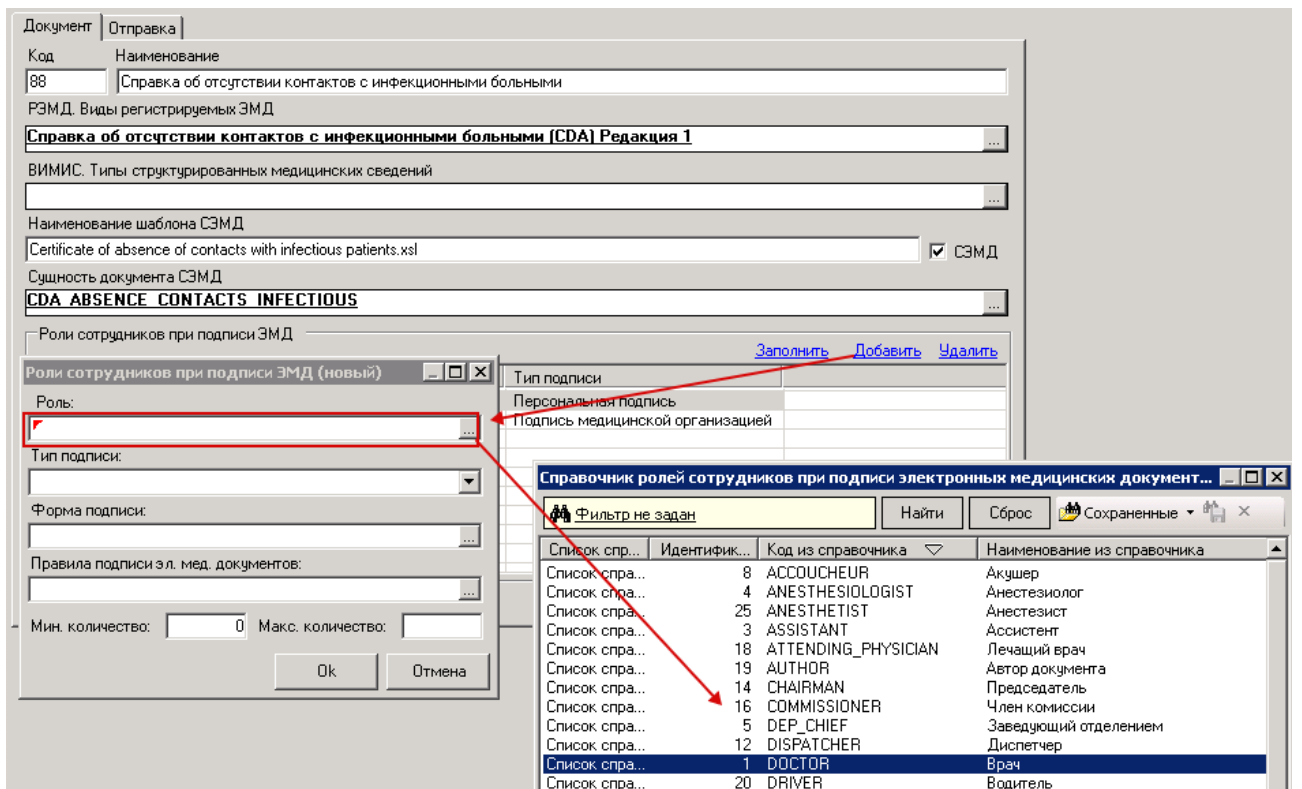 Документ Отправка
Код Наименование
88 Справка об отсутствии контактов с инфекционными больными
РЭМД. Виды регистрируемых ЭМД
Справка об отсутствии контактов с инфекционными больными (CDA) Редакция 1 ...
ВИМИС. Типы структурированных медицинских сведений
...
Наименование шаблона СЭМД
Certificate of absence of contacts with infectious patients.xsl СЭМД
Сущность документа СЭМД
CDA_ABSENCE_CONTACTS_INFECTIOUS ...
Роли сотрудников при подписи ЭМД
Заполнить Добавить Удалить
Тип подписи
Персональная подпись
Подпись медицинской организацией
Роли сотрудников при подписи ЭМД (новый)
Роль:
...
Тип подписи:
Форма подписи:
...
Правила подписи эл. мед. документов:
...
Мин. количество: 0 Макс. количество:
Ok Отмена
Справочник ролей сотрудников при подписи электронных медицинских документ...
Фильтр не задан Найти Сброс Сохраненные
Список спр... Идентифик... Код из справочника Наименование из справочника
Список спра... 8 ACCOUCHEUR Акушер
Список спра... 4 ANESTHESIOLOGIST Анестезиолог
Список спра... 25 ANESTHETIST Анестезист
Список спра... 3 ASSISTANT Ассистент
Список спра... 18 ATTENDING_PHYSICIAN Лечащий врач
Список спра... 19 AUTHOR Автор документа
Список спра... 14 CHAIRMAN Председатель
Список спра... 16 COMMISSIONER Член комиссии
Список спра... 5 DEP_CHIEF Заведующий отделением
Список спра... 12 DISPATCHER Диспетчер
Список спра... 1 DOCTOR Врач
Список спра... 20 DRIVER Водитель